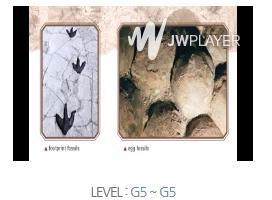 JWPLAYER
▲ footprint fossils
▲ egg fossils
LEVEL : G5 ~ G5